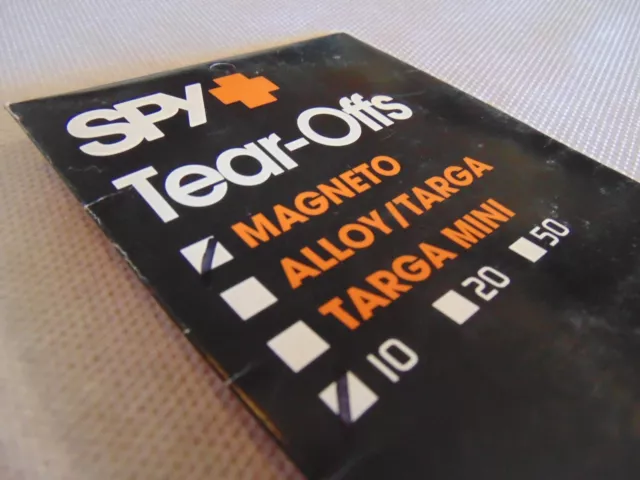 SPY
Tear-Offs
MAGNETO
ALLOY/TARGA
TARGA MINI
10 20 50